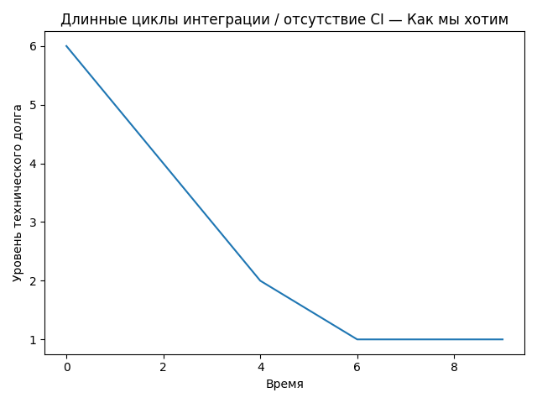 Длинные циклы интеграции / отсутствие CI — Как мы хотим
Уровень технического долга
6
5
4
3
2
1
0 2 4 6 8
Время